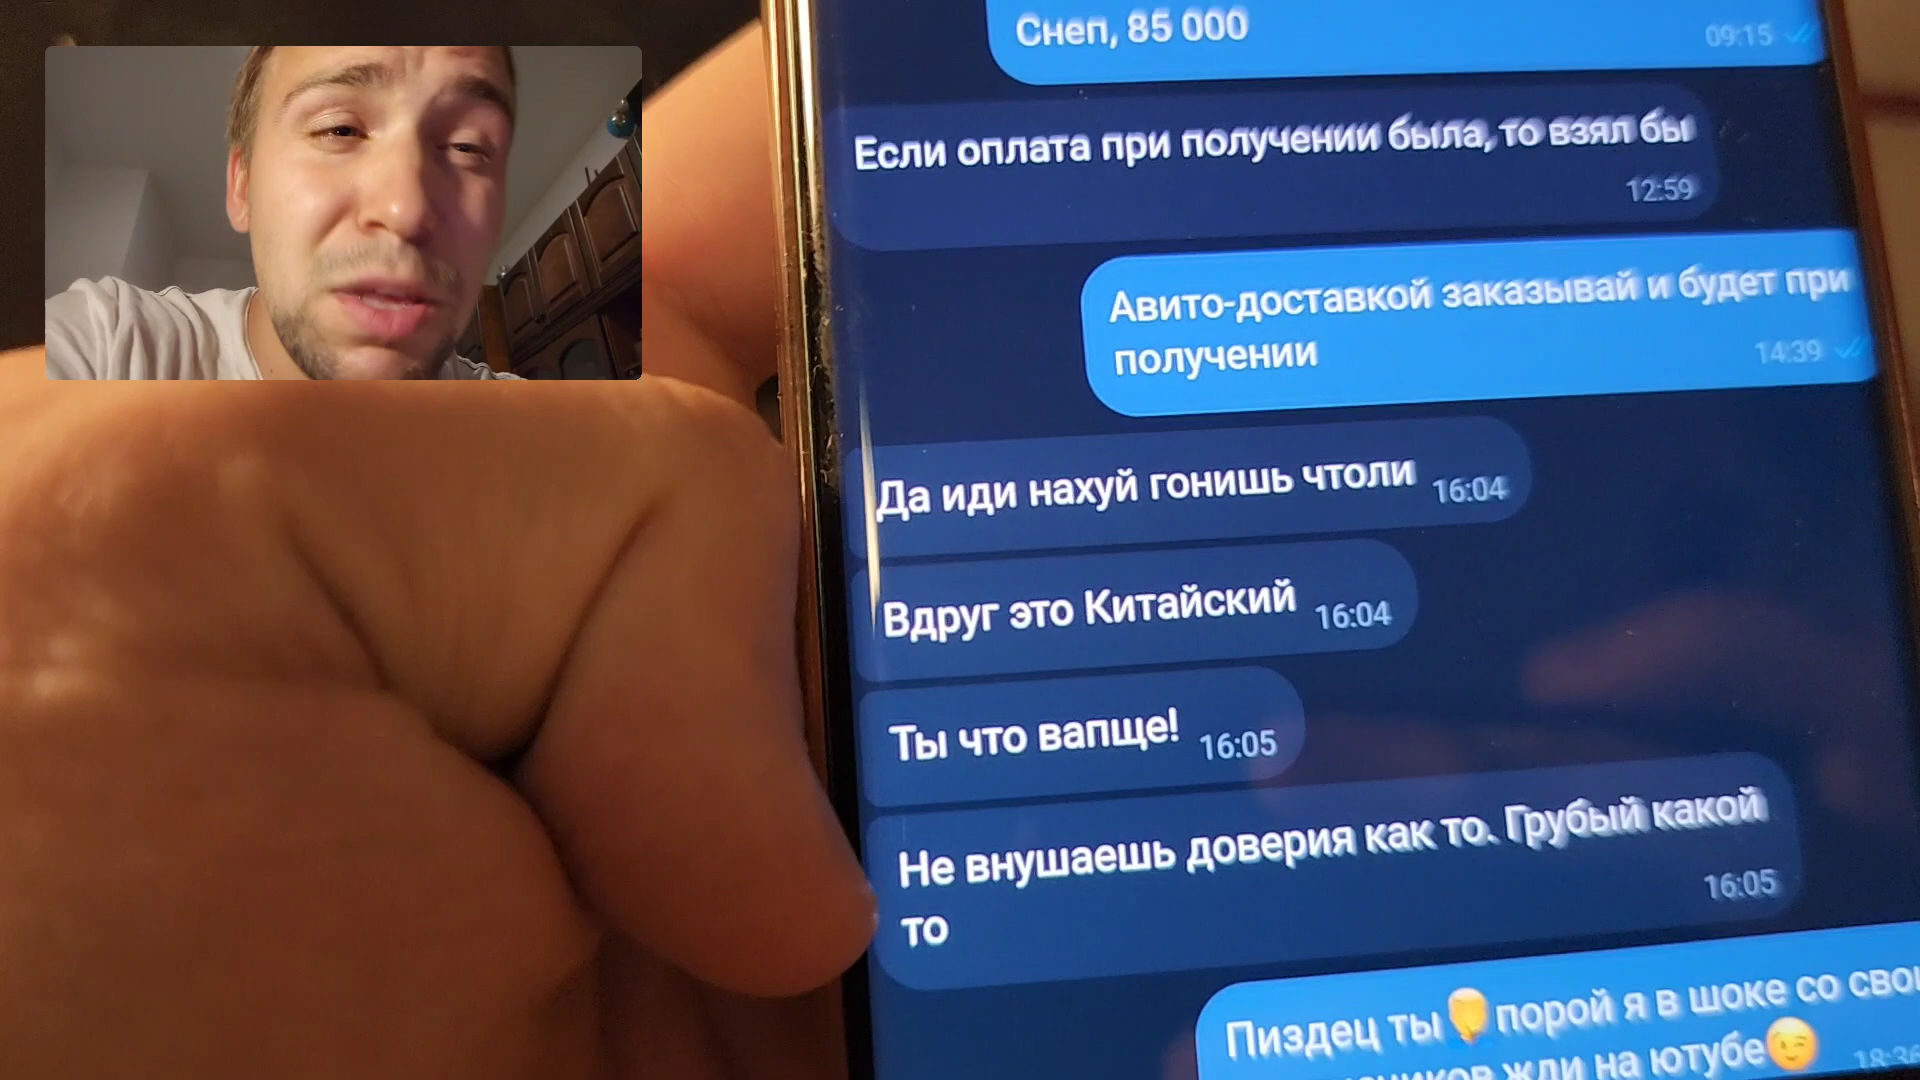 Снеп, 85 000
09:15
Если оплата при получении была, то взял бы
12:59
Авито-доставкой заказывай и будет при
получении
14:39
Да иди нахуй гонишь чтоли 16:04
Вдруг это Китайский 16:04
Ты что вапще! 16:05
Не внушаешь доверия как то. Грубый какой
то
16:05
Пиздец ты🤦порой я в шоке со
жди на ютубе😉 18:36